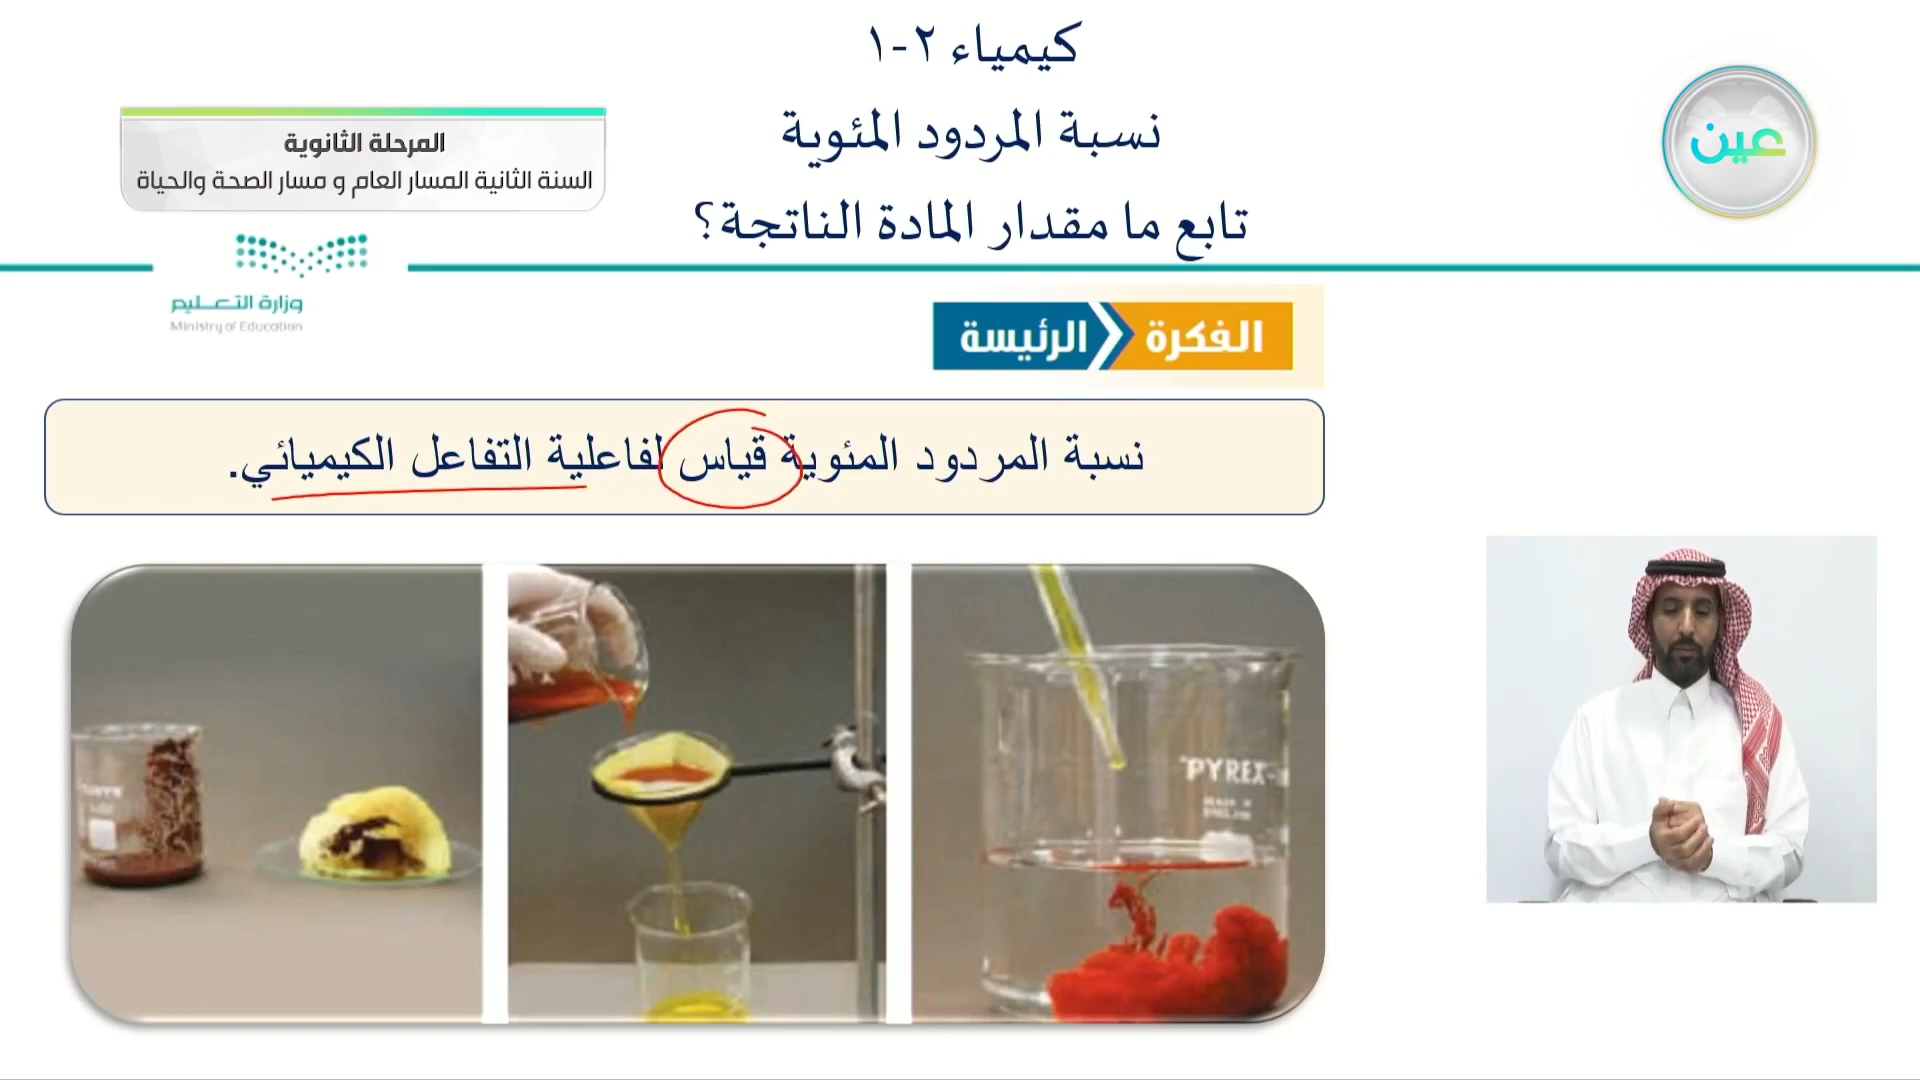 كيمياء ٢-١
نسبة المردود المئوية
تابع ما مقدار المادة الناتجة؟
عين
المرحلة الثانوية
السنة الثانية المسار العام و مسار الصحة والحياة
وزارة التعليم
Ministry of Education
الفكرة الرئيسة
نسبة المردود المئوية قياس لفاعلية التفاعل الكيميائي.
PYREX